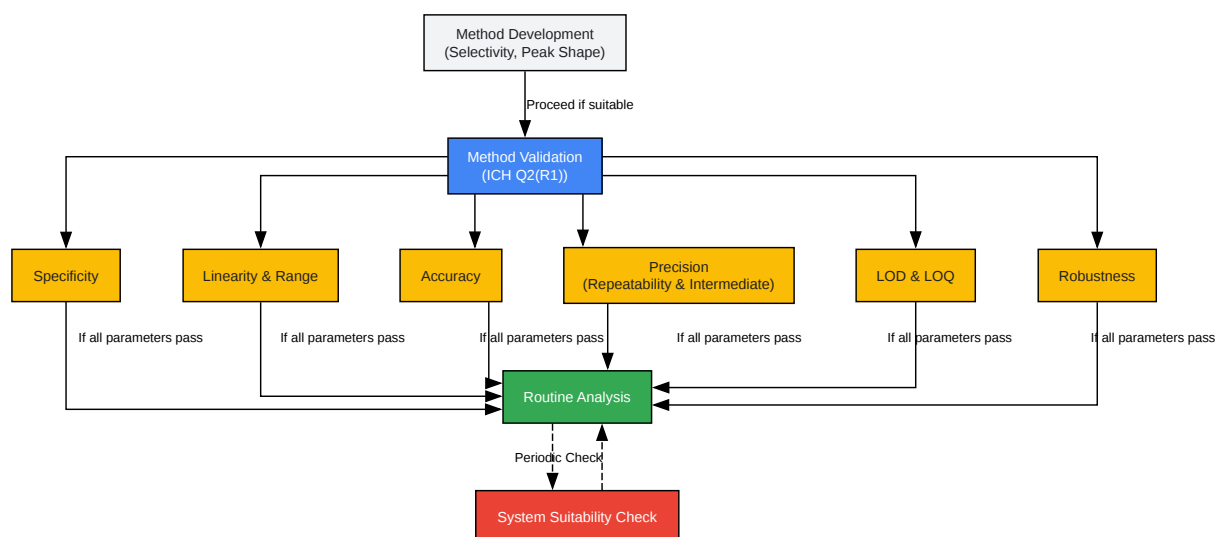 Method Development
(Selectivity, Peak Shape)
Proceed if suitable
Method Validation
(ICH Q2(R1))
Specificity
Linearity & Range
Accuracy
Precision
(Repeatability & Intermediate)
LOD & LOQ
Robustness
If all parameters pass
If all parameters pass
If all parameters pass
If all parameters pass
If all parameters pass
If all parameters pass
Routine Analysis
Periodic Check
System Suitability Check